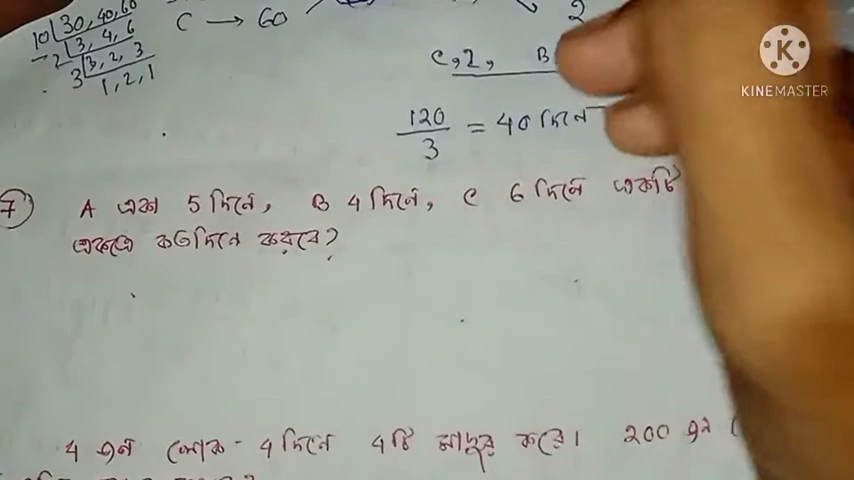 10 | 30, 40, 60
2 | 3, 4, 6
3 | 3, 2, 3
1, 2, 1
C → 60
2
C, 2, B
120/3 = 40 দিনে
KINEMASTER
7 A একা 5 দিনে, B 4 দিনে, C 6 দিনে একটি
একত্রে কতদিনে করবে?
4 জন লোক - 4 দিনে 4টি মাদুর করে। 200 জন